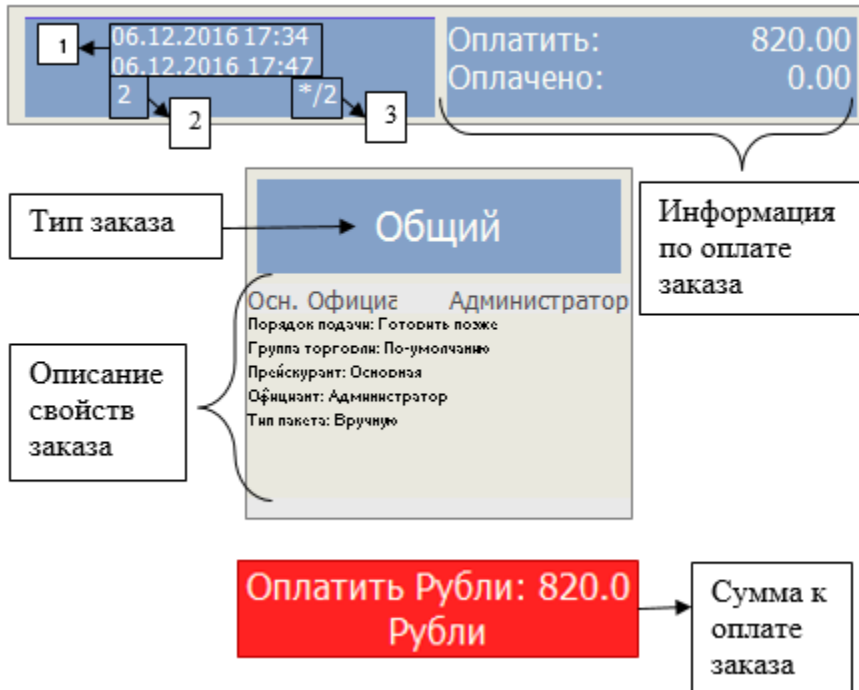 1
06.12.2016 17:34
06.12.2016 17:47
2
*/2
2
3
Оплатить: 820.00
Оплачено: 0.00
Тип заказа
Общий
Информация
по оплате
заказа
Осн. Официа Администратор
Порядок подачи: Готовить позже
Группа торговли: По-умолчанию
Прейскурант: Основная
Официант: Администратор
Тип пакета: Вручную
Описание
свойств
заказа
Оплатить Рубли: 820.0
Рубли
Сумма к
оплате
заказа